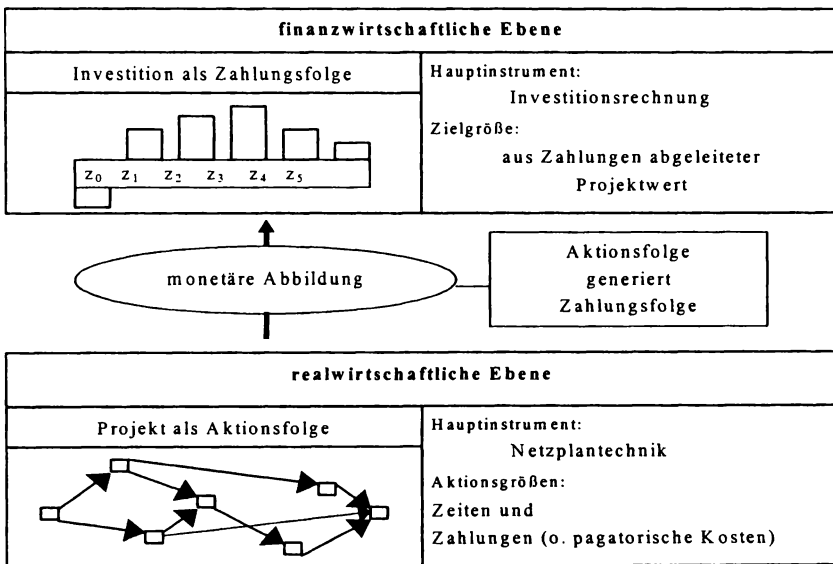 finanzwirtschaftliche Ebene
Investition als Zahlungsfolge
z₀ z₁ z₂ z₃ z₄ z₅
Hauptinstrument:
Investitionsrechnung
Zielgröße:
aus Zahlungen abgeleiteter
Projektwert
monetäre Abbildung
Aktionsfolge
generiert
Zahlungsfolge
realwirtschaftliche Ebene
Projekt als Aktionsfolge
Hauptinstrument:
Netzplantechnik
Aktionsgrößen:
Zeiten und
Zahlungen (o. pagatorische Kosten)